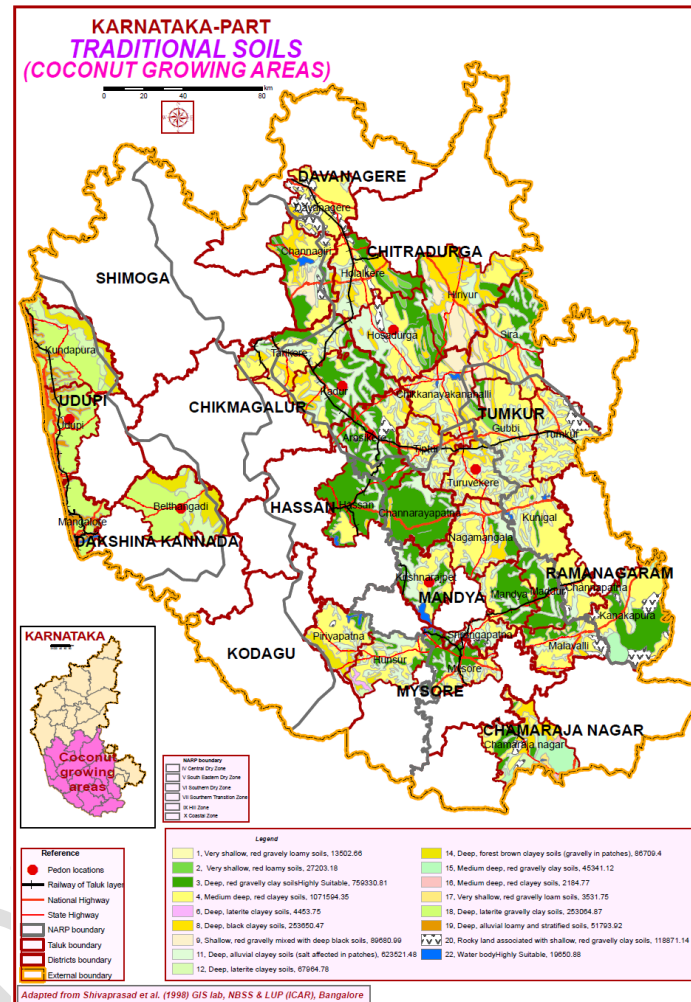 KARNATAKA-PART
TRADITIONAL SOILS
(COCONUT GROWING AREAS)
km
0 20 40 80
DAVANAGERE
Davanagere
CHITRADURGA
Channagiri
Holalkere
SHIMOGA
Hiriyur
Hosadurga
Sira
Kundapura
Tarikere
Kadur
Chikkanayakanahalli
UDUPI
CHIKMAGALUR
TUMKUR
Udupi
Gubbi
Tumkur
Arasikere
Tiptur
Turuvekere
Belthangadi
HASSAN
Hassan
Channarayapatna
Kunigal
Mangalore
DAKSHINA KANNADA
Nagamangala
RAMANAGARAM
Krishnarajpet
MANDYA
Mandya
Maddur
Channapatna
Kanakapura
KARNATAKA
Piriyapatna
Srirangapatna
Malavalli
KODAGU
Hunsur
Mysore
MYSORE
CHAMARAJA NAGAR
Chamaraja nagar
Coconut
growing
areas
NARP boundary
IV Central Dry Zone
V South Eastern Dry Zone
VI Southern Dry Zone
VII Sourthern Transition Zone
IX Hill Zone
X Coastal Zone
Reference
Pedon locations
Railway of Taluk layer
National Highway
State Highway
NARP boundary
Taluk boundary
Districts boundary
External boundary
Legend
1, Very shallow, red gravely loamy soils, 13502.66
2, Very shallow, red loamy soils, 27203.18
3, Deep, red gravelly clay soilsHighly Suitable, 759330.81
4, Medium deep, red clayey soils, 1071594.35
6, Deep, laterite clayey soils, 4453.75
8, Deep, black clayey soils, 253650.47
9, Shallow, red gravelly mixed with deep black soils, 89680.99
11, Deep, alluvial clayey soils (salt affected in patches), 623521.48
12, Deep, laterite clayey soils, 67964.78
14, Deep, forest brown clayey soils (gravelly in patches), 86709.4
15, Medium deep, red gravelly clay soils, 45341.12
16, Medium deep, red clayey soils, 2184.77
17, Very shallow, red gravelly loam soils, 3531.75
18, Deep, laterite gravelly clay soils, 253064.87
19, Deep, alluvial loam and stratified soils, 51793.92
20, Rocky land associated with shallow, red gravelly clay soils, 118871.14
22, Water bodyHighly Suitable, 19650.88
Adapted from Shivaprasad et al. (1998) GIS lab, NBSS & LUP (ICAR), Bangalore